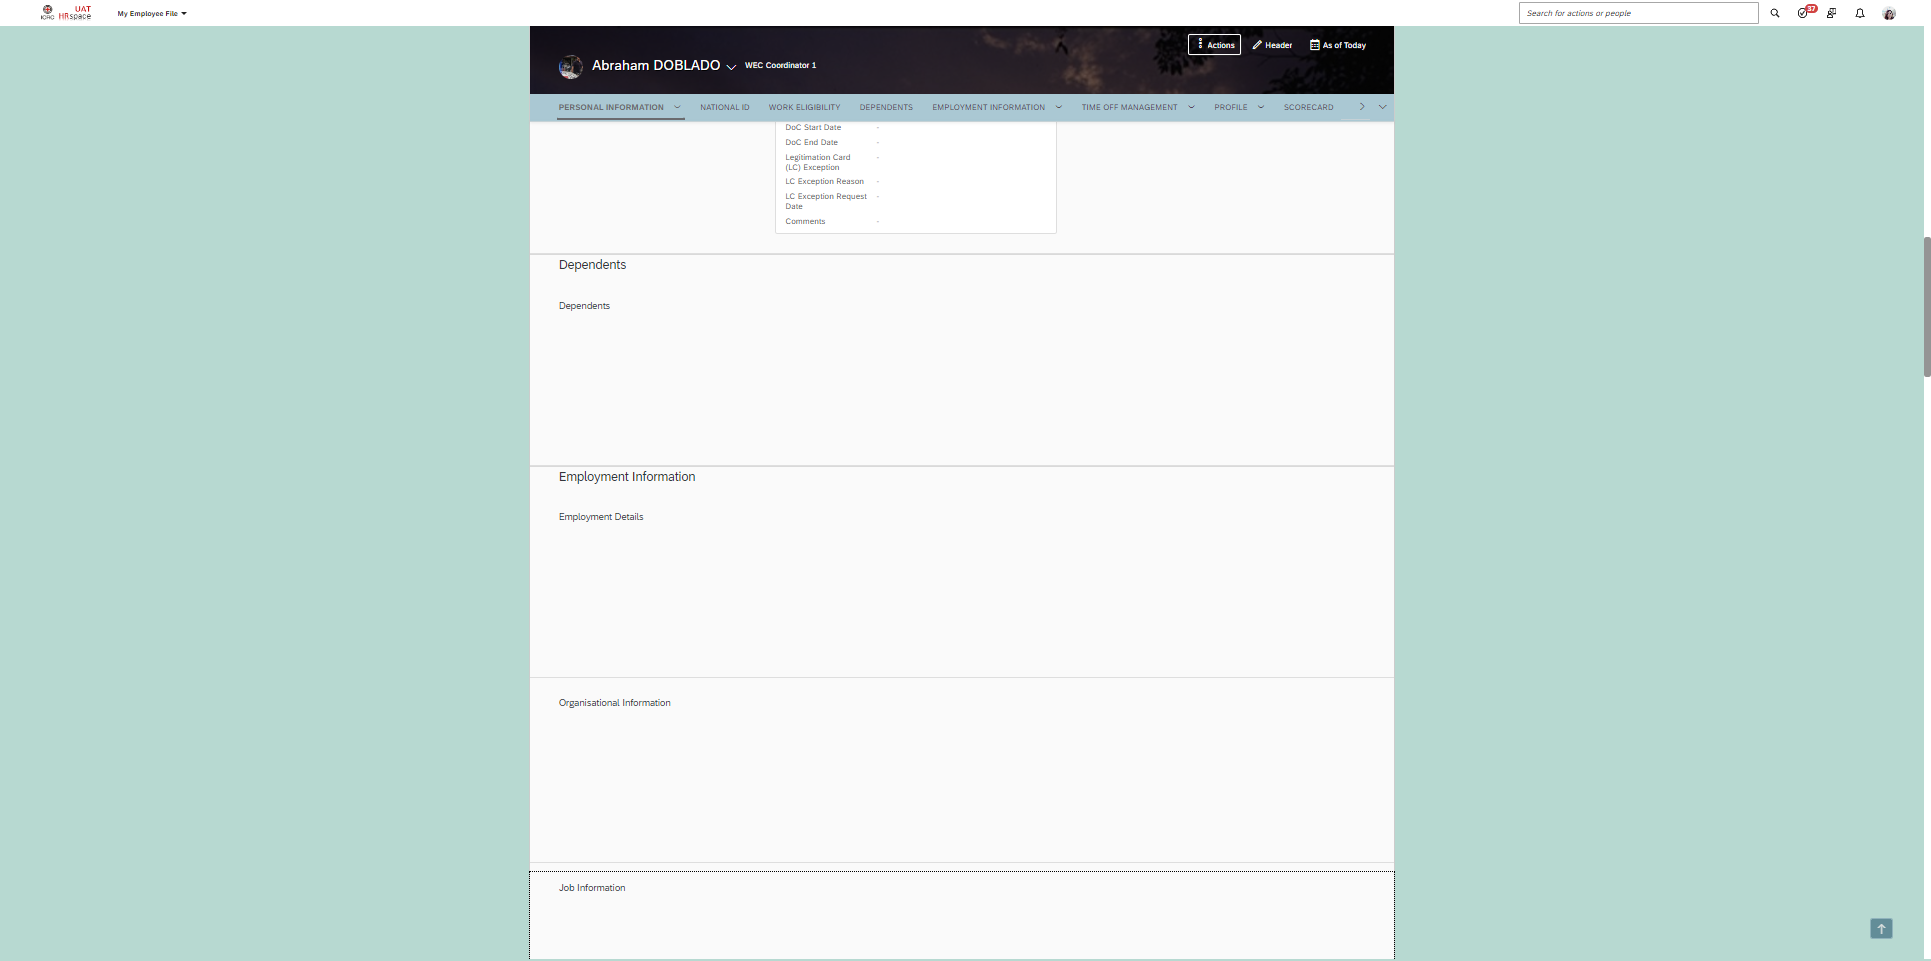 ICRC
UAT
HRspace
My Employee File
Search for actions or people
37
Actions
Header
As of Today
Abraham DOBLADO
WEC Coordinator 1
PERSONAL INFORMATION
NATIONAL ID
WORK ELIGIBILITY
DEPENDENTS
EMPLOYMENT INFORMATION
TIME OFF MANAGEMENT
PROFILE
SCORECARD
DoC Start Date -
DoC End Date -
Legitimation Card -
(LC) Exception
LC Exception Reason -
LC Exception Request -
Date
Comments -
Dependents
Dependents
Employment Information
Employment Details
Organisational Information
Job Information